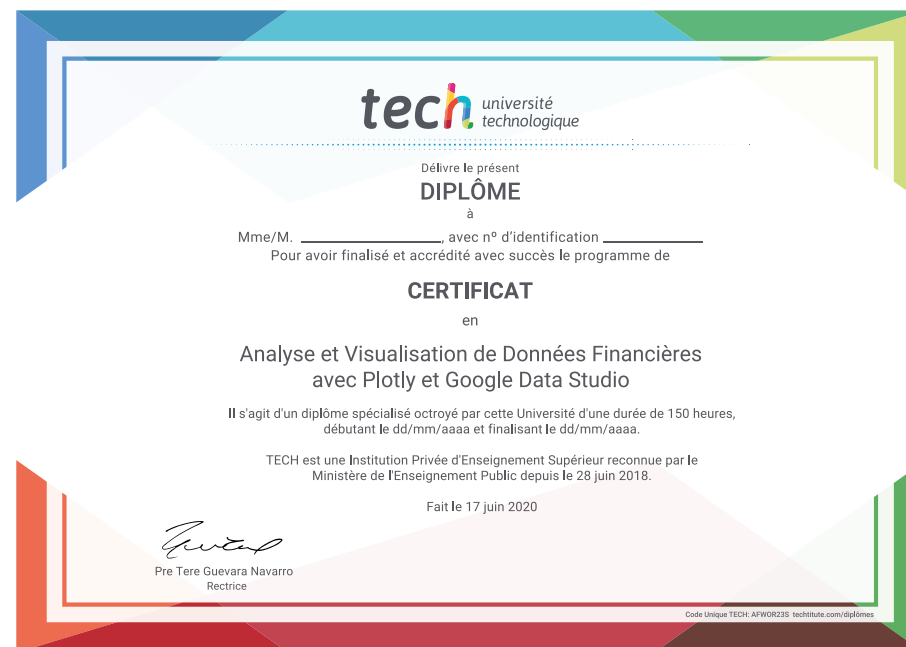 tech université
technologique
Délivre le présent
DIPLÔME
à
Mme/M. ____________________, avec nº d'identification ______________
Pour avoir finalisé et accrédité avec succès le programme de
CERTIFICAT
en
Analyse et Visualisation de Données Financières
avec Plotly et Google Data Studio
Il s'agit d'un diplôme spécialisé octroyé par cette Université d'une durée de 150 heures,
débutant le dd/mm/aaaa et finalisant le dd/mm/aaaa.
TECH est une Institution Privée d'Enseignement Supérieur reconnue par le
Ministère de l'Enseignement Public depuis le 28 juin 2018.
Fait le 17 juin 2020
Pre Tere Guevara Navarro
Rectrice
Code Unique TECH: AFWOR23S techtitute.com/diplômes